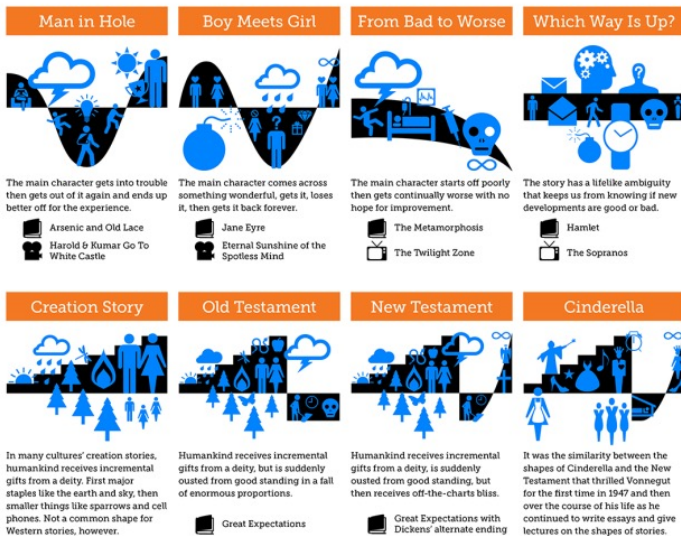 Man in Hole
The main character gets into trouble
then gets out of it again and ends up
better off for the experience.
Arsenic and Old Lace
Harold & Kumar Go To
White Castle
Boy Meets Girl
The main character comes across
something wonderful, gets it, loses
it, then gets it back forever.
Jane Eyre
Eternal Sunshine of the
Spotless Mind
From Bad to Worse
The main character starts off poorly
then gets continually worse with no
hope for improvement.
The Metamorphosis
The Twilight Zone
Which Way Is Up?
The story has a lifelike ambiguity
that keeps us from knowing if new
developments are good or bad.
Hamlet
The Sopranos
Creation Story
In many cultures' creation stories,
humankind receives incremental
gifts from a deity. First major
staples like the earth and sky, then
smaller things like sparrows and cell
phones. Not a common shape for
Western stories, however.
Old Testament
Humankind receives incremental
gifts from a deity, but is suddenly
ousted from good standing in a fall
of enormous proportions.
Great Expectations
New Testament
Humankind receives incremental
gifts from a deity, is suddenly
ousted from good standing, but
then receives off-the-charts bliss.
Great Expectations with
Dickens' alternate ending
Cinderella
It was the similarity between the
shapes of Cinderella and the New
Testament that thrilled Vonnegut
for the first time in 1947 and then
over the course of his life as he
continued to write essays and give
lectures on the shapes of stories.